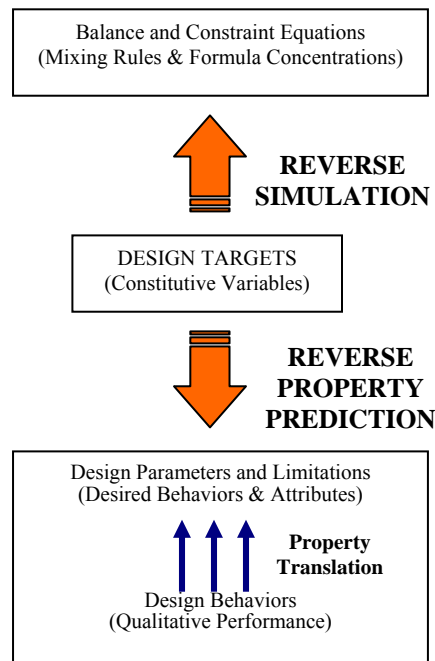 Balance and Constraint Equations
(Mixing Rules & Formula Concentrations)
REVERSE
SIMULATION
DESIGN TARGETS
(Constitutive Variables)
REVERSE
PROPERTY
PREDICTION
Design Parameters and Limitations
(Desired Behaviors & Attributes)
Property
Translation
Design Behaviors
(Qualitative Performance)